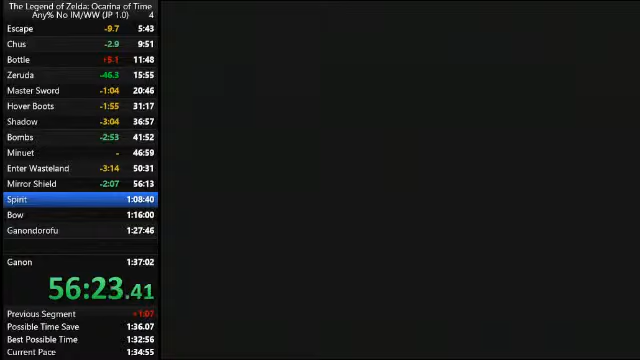 The Legend of Zelda: Ocarina of Time
Any% No IM/WW (JP 1.0) 4
Escape -9.7 5:43
Chus -2.9 9:51
Bottle +5.1 11:48
Zeruda -46.3 15:55
Master Sword -1:04 20:46
Hover Boots -1:55 31:17
Shadow -3:04 36:57
Bombs -2:53 41:52
Minuet - 46:59
Enter Wasteland -3:14 50:31
Mirror Shield -2:07 56:13
Spirit 1:08:40
Bow 1:16:00
Ganondorofu 1:27:46
Ganon 1:37:02
56:23.41
Previous Segment +1:07
Possible Time Save 1:36.07
Best Possible Time 1:32:56
Current Pace 1:34:55